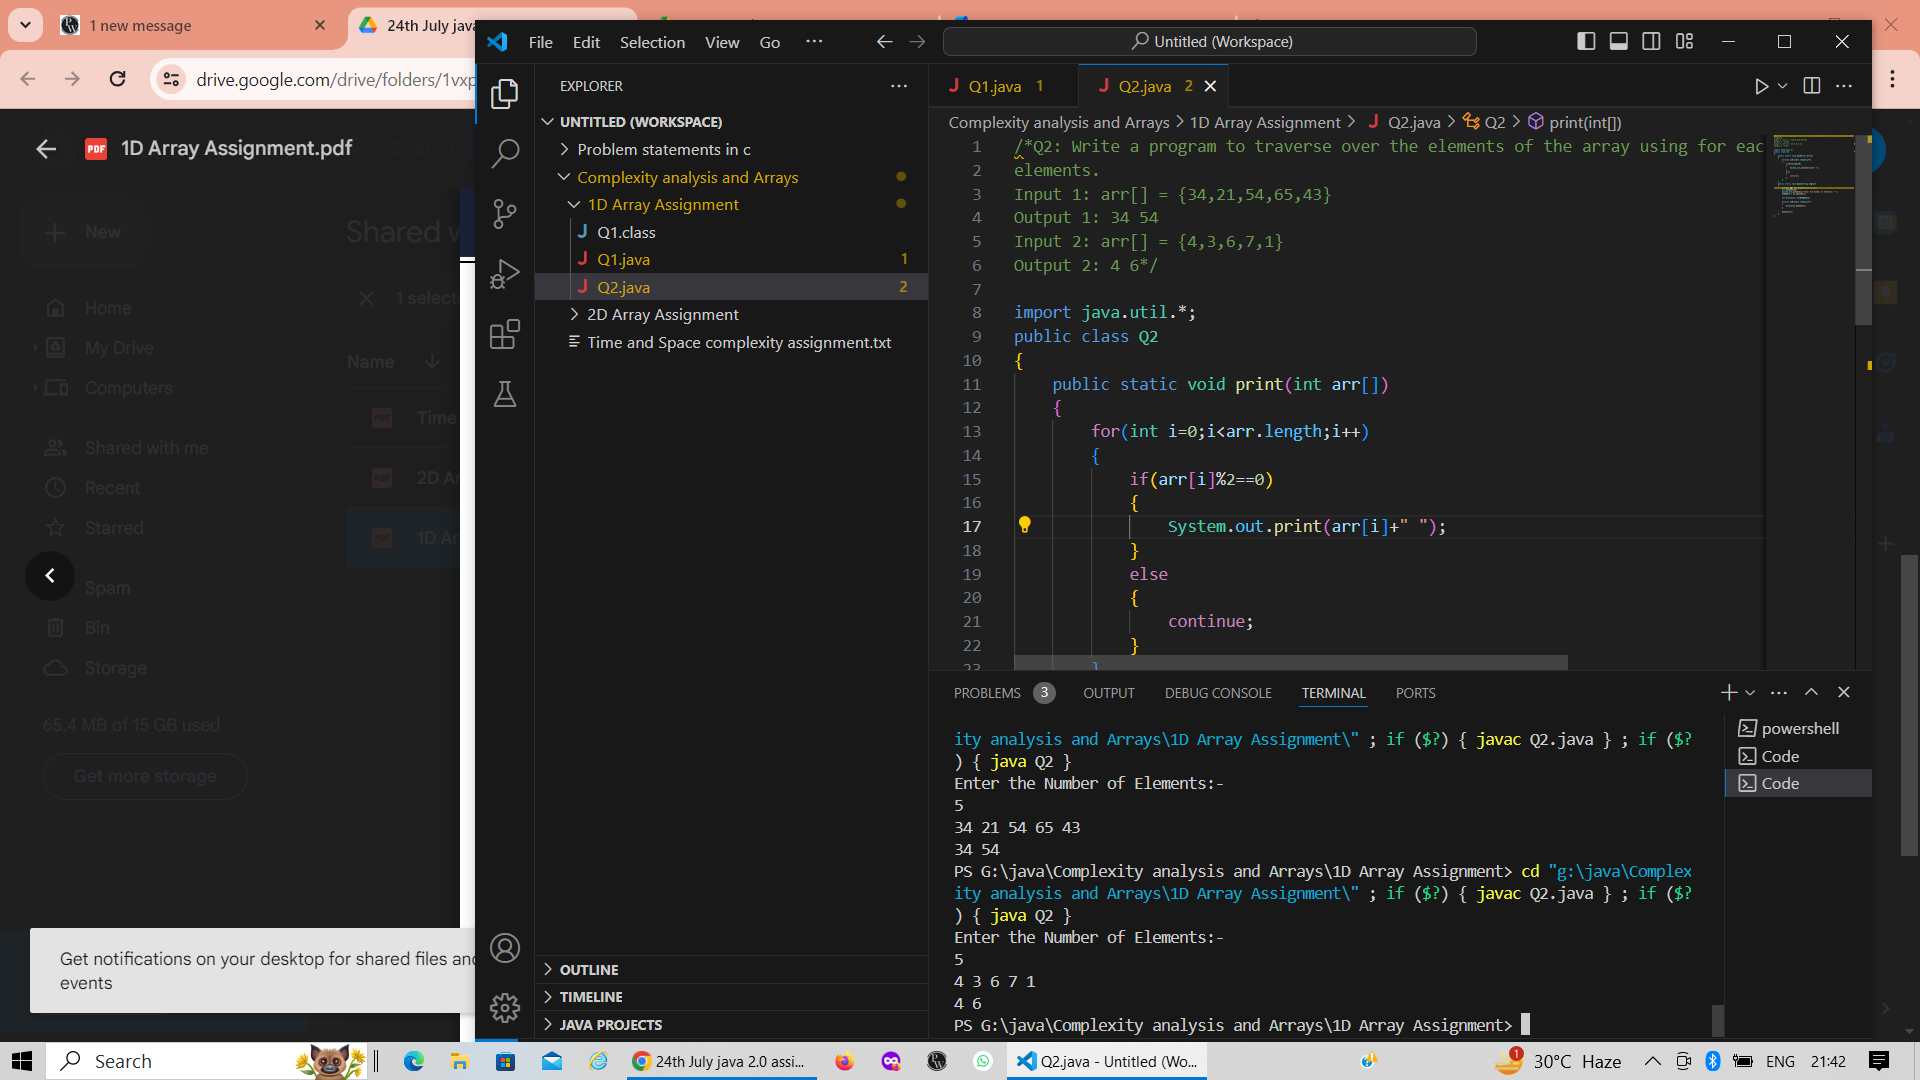 1 new message
24th July java
drive.google.com/drive/folders/1vxp
1D Array Assignment.pdf
New
Shared w
Home
1 select
My Drive
Name
Computers
Time
Shared with me
2D Ar
Recent
Starred
1D Ar
Spam
Bin
Storage
65.4 MB of 15 GB used
Get more storage
Get notifications on your desktop for shared files and
events
File Edit Selection View Go
Untitled (Workspace)
EXPLORER
UNTITLED (WORKSPACE)
Problem statements in c
Complexity analysis and Arrays
1D Array Assignment
J Q1.class
J Q1.java 1
J Q2.java 2
2D Array Assignment
Time and Space complexity assignment.txt
OUTLINE
TIMELINE
JAVA PROJECTS
J Q1.java 1
J Q2.java 2
Complexity analysis and Arrays > 1D Array Assignment > J Q2.java > Q2 > print(int[])
1 /*Q2: Write a program to traverse over the elements of the array using for eac
2 elements.
3 Input 1: arr[] = {34,21,54,65,43}
4 Output 1: 34 54
5 Input 2: arr[] = {4,3,6,7,1}
6 Output 2: 4 6*/
7
8 import java.util.*;
9 public class Q2
10 {
11 public static void print(int arr[])
12 {
13 for(int i=0;i<arr.length;i++)
14 {
15 if(arr[i]%2==0)
16 {
17 System.out.print(arr[i]+" ");
18 }
19 else
20 {
21 continue;
22 }
23 }
PROBLEMS 3 OUTPUT DEBUG CONSOLE TERMINAL PORTS
ity analysis and Arrays\1D Array Assignment\" ; if ($?) { javac Q2.java } ; if ($?
) { java Q2 }
Enter the Number of Elements:-
5
34 21 54 65 43
34 54
PS G:\java\Complexity analysis and Arrays\1D Array Assignment> cd "g:\java\Complex
ity analysis and Arrays\1D Array Assignment\" ; if ($?) { javac Q2.java } ; if ($?
) { java Q2 }
Enter the Number of Elements:-
5
4 3 6 7 1
4 6
PS G:\java\Complexity analysis and Arrays\1D Array Assignment>
powershell
Code
Code
Search
24th July java 2.0 assi...
Q2.java - Untitled (Wo...
1
30°C Haze
ENG
21:42